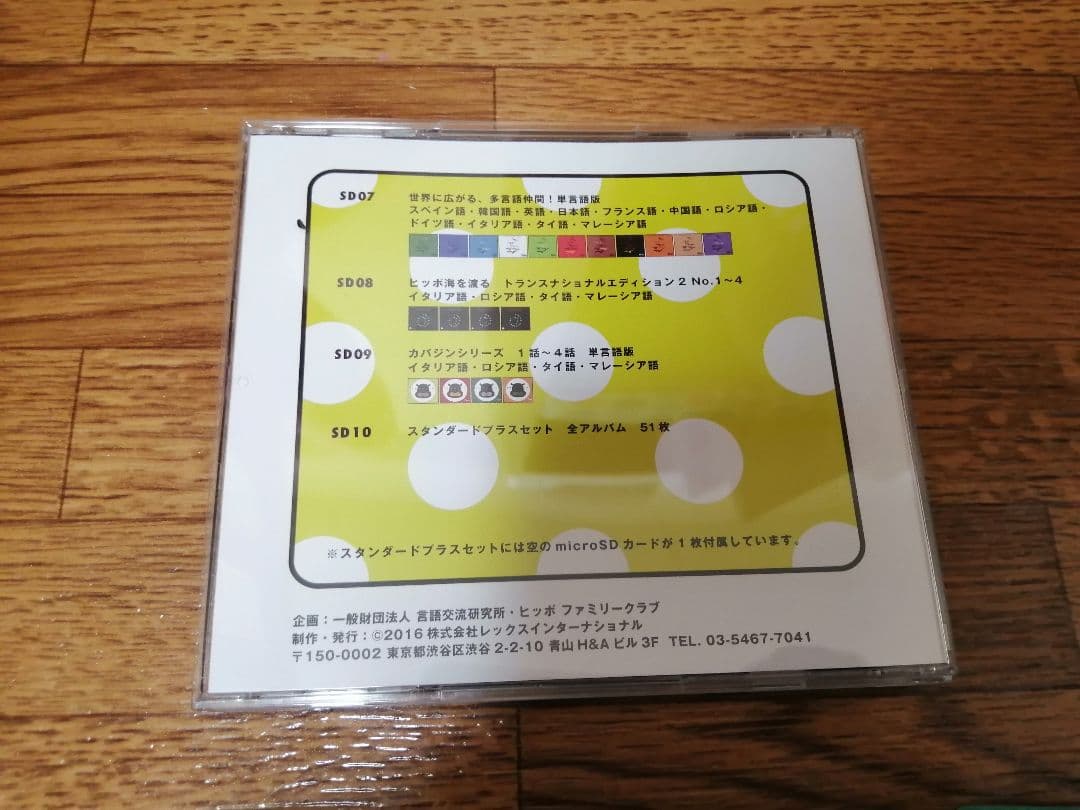 SD07
世界に広がる、多言語仲間！単言語版
スペイン語・韓国語・英語・日本語・フランス語・中国語・ロシア語・
ドイツ語・イタリア語・タイ語・マレーシア語
SD08
ヒッポ海を渡る トランスナショナルエディション2 No.1〜4
イタリア語・ロシア語・タイ語・マレーシア語
SD09
カバジンシリーズ 1話〜4話 単言語版
イタリア語・ロシア語・タイ語・マレーシア語
SD10
スタンダードプラスセット 全アルバム 51枚
※スタンダードプラスセットには空のmicroSDカードが1枚付属しています。
企画：一般財団法人 言語交流研究所・ヒッポ ファミリークラブ
制作・発行：©2016 株式会社レックスインターナショナル
〒150-0002 東京都渋谷区渋谷2-2-10 青山H&Aビル3F TEL. 03-5467-7041